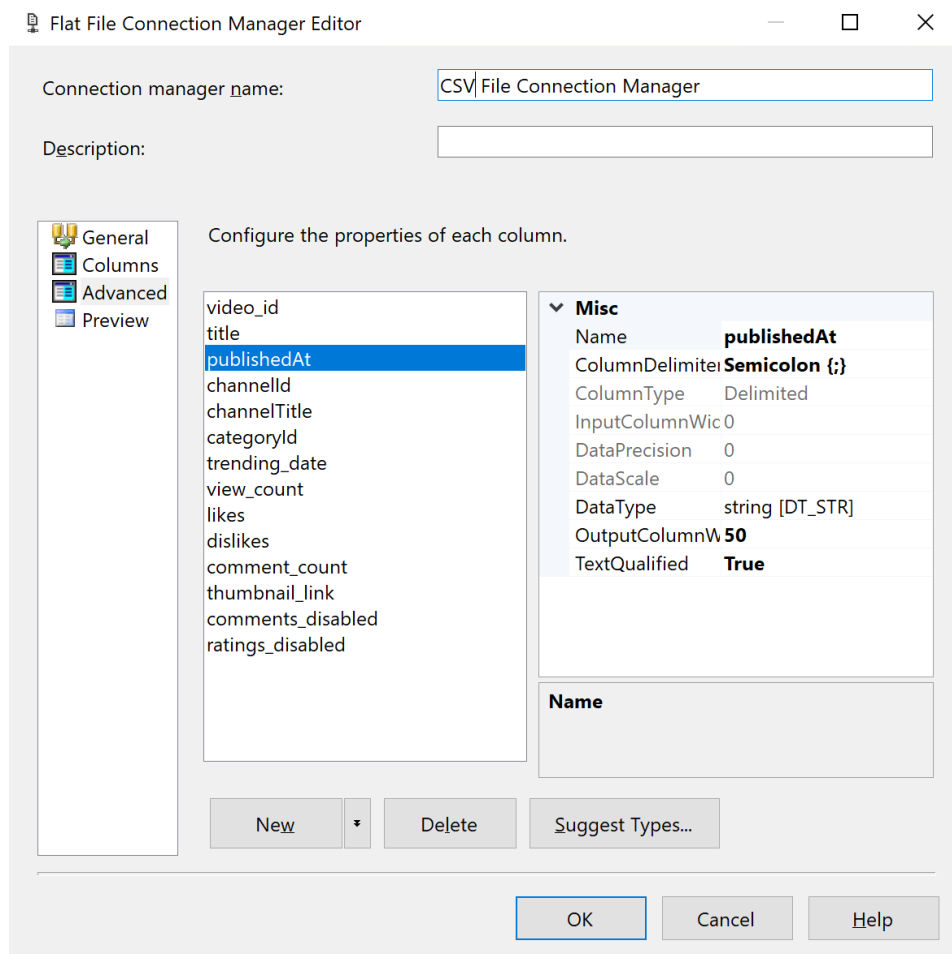 Flat File Connection Manager Editor
Connection manager name:
CSV File Connection Manager
Description:
General
Columns
Advanced
Preview
Configure the properties of each column.
video_id
title
publishedAt
channelId
channelTitle
categoryId
trending_date
view_count
likes
dislikes
comment_count
thumbnail_link
comments_disabled
ratings_disabled
Misc
Name publishedAt
ColumnDelimiter Semicolon {;}
ColumnType Delimited
InputColumnWic 0
DataPrecision 0
DataScale 0
DataType string [DT_STR]
OutputColumnW 50
TextQualified True
Name
New
Delete
Suggest Types...
OK
Cancel
Help